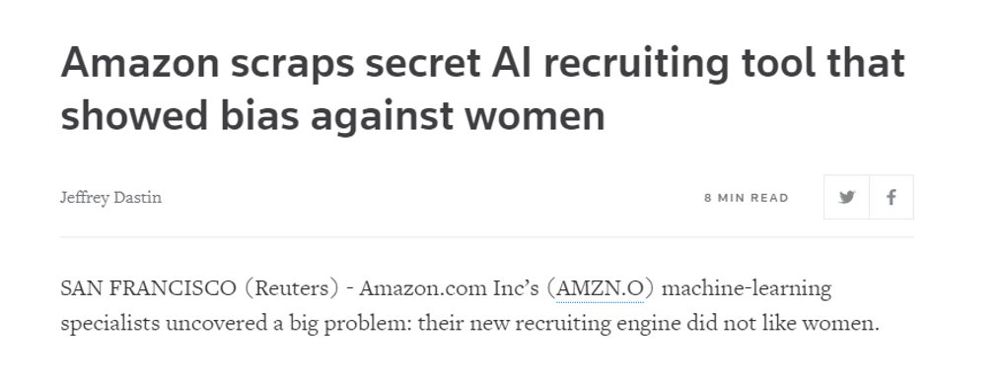 Amazon scraps secret AI recruiting tool that
showed bias against women
Jeffrey Dastin
8 MIN READ
SAN FRANCISCO (Reuters) - Amazon.com Inc’s (AMZN.O) machine-learning
specialists uncovered a big problem: their new recruiting engine did not like women.